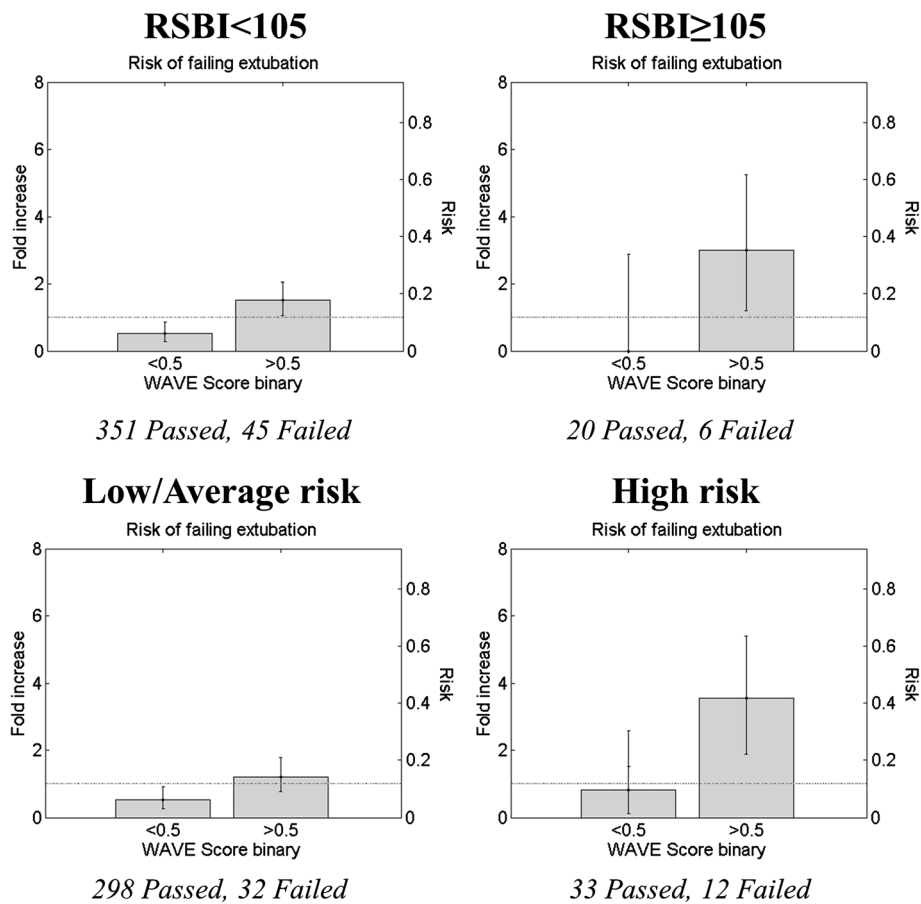 RSBI<105
Risk of failing extubation
8
6
4
2
0
0.8
0.6
0.4
0.2
0
Fold increase
Risk
<0.5 >0.5
WAVE Score binary
351 Passed, 45 Failed
RSBI≥105
Risk of failing extubation
8
6
4
2
0
0.8
0.6
0.4
0.2
0
Fold increase
Risk
<0.5 >0.5
WAVE Score binary
20 Passed, 6 Failed
Low/Average risk
Risk of failing extubation
8
6
4
2
0
0.8
0.6
0.4
0.2
0
Fold increase
Risk
<0.5 >0.5
WAVE Score binary
298 Passed, 32 Failed
High risk
Risk of failing extubation
8
6
4
2
0
0.8
0.6
0.4
0.2
0
Fold increase
Risk
<0.5 >0.5
WAVE Score binary
33 Passed, 12 Failed